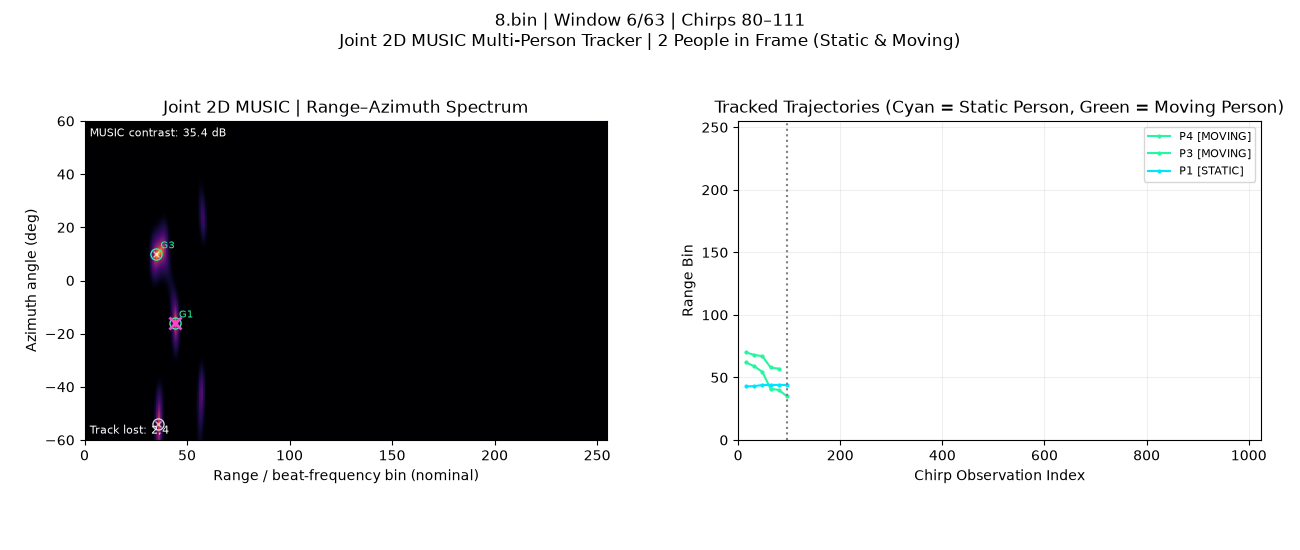 8.bin | Window 6/63 | Chirps 80–111
Joint 2D MUSIC Multi-Person Tracker | 2 People in Frame (Static & Moving)
Joint 2D MUSIC | Range–Azimuth Spectrum
MUSIC contrast: 35.4 dB
G3
G1
Track lost: 2,4
60
40
20
0
−20
−40
−60
Azimuth angle (deg)
0
50
100
150
200
250
Range / beat-frequency bin (nominal)
Tracked Trajectories (Cyan = Static Person, Green = Moving Person)
P4 [MOVING]
P3 [MOVING]
P1 [STATIC]
250
200
150
100
50
0
Range Bin
0
200
400
600
800
1000
Chirp Observation Index